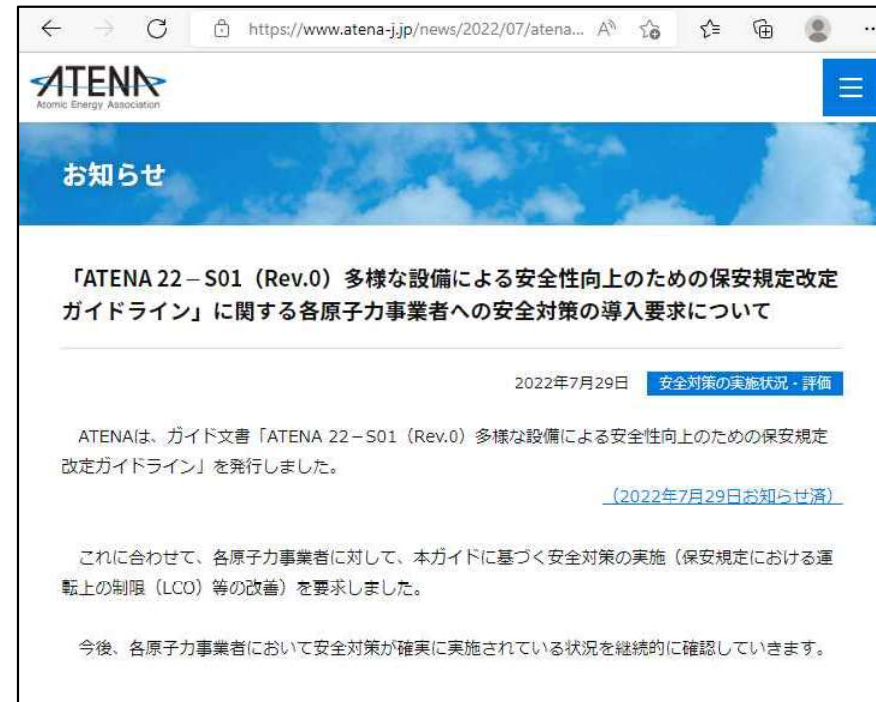 https://www.atena-j.jp/news/2022/07/atena...
ATENA
Atomic Energy Association
お知らせ
「ATENA 22－S01（Rev.0）多様な設備による安全性向上のための保安規定改定
ガイドライン」に関する各原子力事業者への安全対策の導入要求について
2022年7月29日 安全対策の実施状況・評価
ATENAは、ガイド文書「ATENA 22－S01（Rev.0）多様な設備による安全性向上のための保安規定
改定ガイドライン」を発行しました。
（2022年7月29日お知らせ済）
これに合わせて、各原子力事業者に対して、本ガイドに基づく安全対策の実施（保安規定における運
転上の制限（LCO）等の改善）を要求しました。
今後、各原子力事業者において安全対策が確実に実施されている状況を継続的に確認していきます。